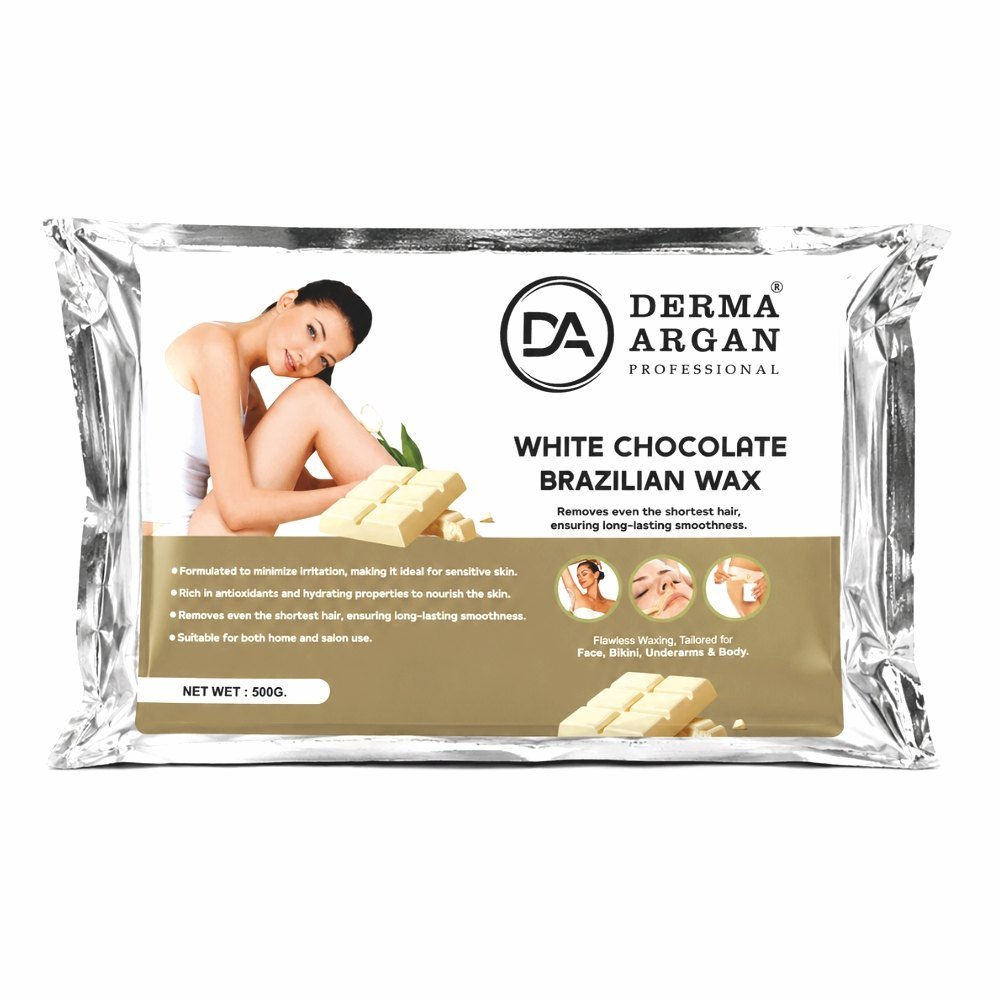 DA
DERMA®
ARGAN
PROFESSIONAL
WHITE CHOCOLATE
BRAZILIAN WAX
Removes even the shortest hair,
ensuring long-lasting smoothness.
• Formulated to minimize irritation, making it ideal for sensitive skin.
• Rich in antioxidants and hydrating properties to nourish the skin.
• Removes even the shortest hair, ensuring long-lasting smoothness.
• Suitable for both home and salon use.
Flawless Waxing, Tailored for
Face, Bikini, Underarms & Body.
NET WET : 500G.